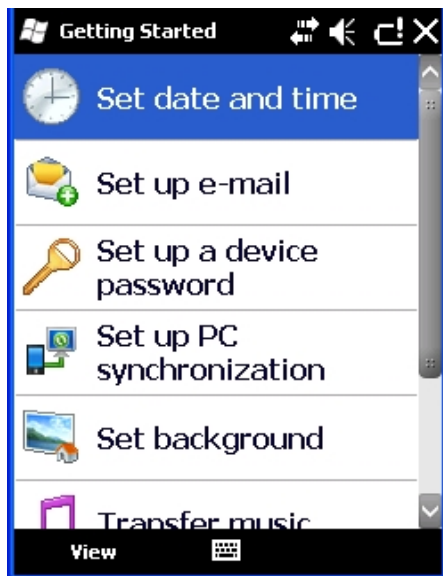 Getting Started
Set date and time
Set up e-mail
Set up a device
password
Set up PC
synchronization
Set background
Transfer music
View